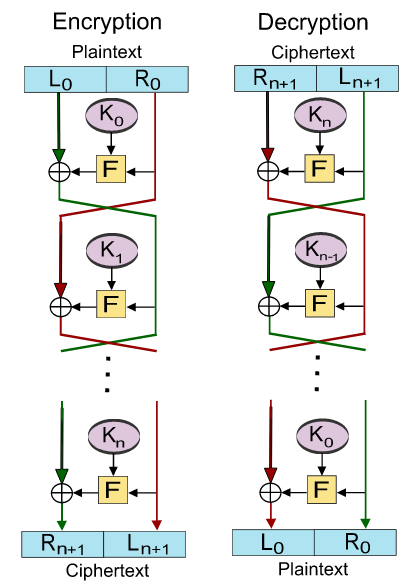 Encryption
Plaintext
L0 R0
K0
F
K1
F
Kn
F
Rn+1 Ln+1
Ciphertext
Decryption
Ciphertext
Rn+1 Ln+1
Kn
F
Kn-1
F
K0
F
L0 R0
Plaintext